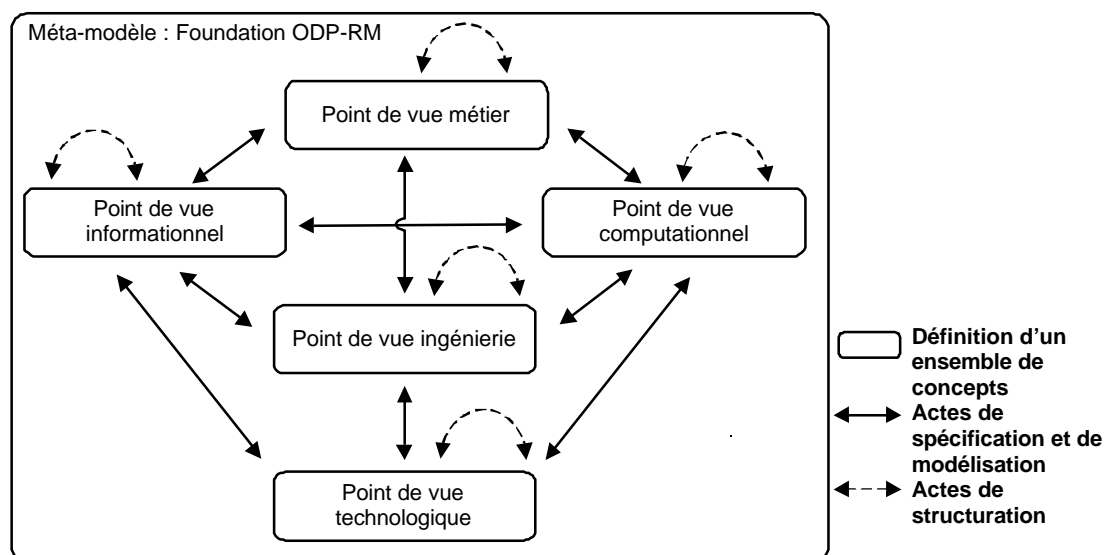 Méta-modèle : Foundation ODP-RM
Point de vue métier
Point de vue
informationnel
Point de vue
computationnel
Point de vue ingénierie
Point de vue
technologique
Définition d’un
ensemble de
concepts
Actes de
spécification et de
modélisation
Actes de
structuration